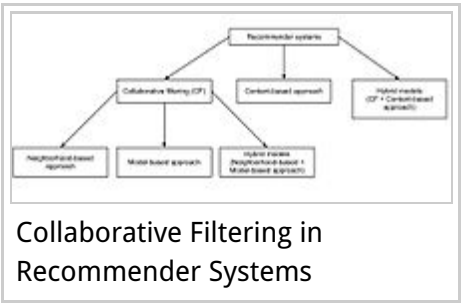 Recommender systems
Collaborative filtering (CF)
Content-based approach
Hybrid models
(CF + Content-based
approach)
Neighborhood-based
approach
Model-based approach
Hybrid models
(Neighborhood-based +
Model-based approach)
Collaborative Filtering in
Recommender Systems